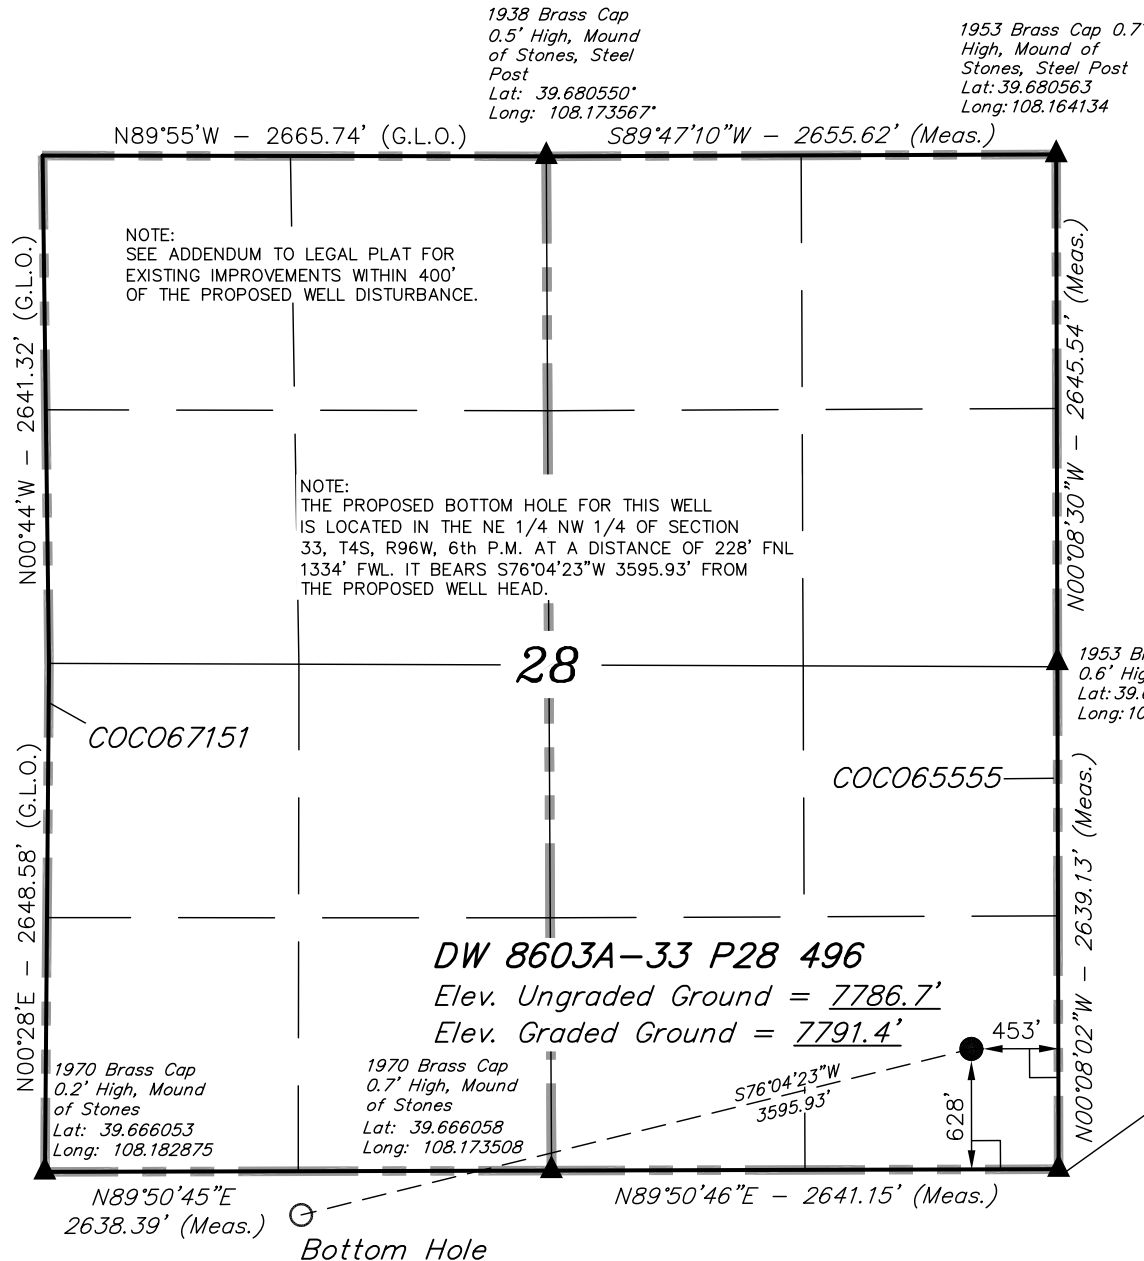 1938 Brass Cap
0.5' High, Mound
of Stones, Steel
Post
Lat: 39.680550°
Long: 108.173567°
1953 Brass Cap 0.7'
High, Mound of
Stones, Steel Post
Lat: 39.680563
Long: 108.164134
N89°55'W – 2665.74' (G.L.O.)
S89°47'10"W – 2655.62' (Meas.)
NOTE:
SEE ADDENDUM TO LEGAL PLAT FOR
EXISTING IMPROVEMENTS WITHIN 400'
OF THE PROPOSED WELL DISTURBANCE.
N00°44'W – 2641.32' (G.L.O.)
N00°08'30"W – 2645.54' (Meas.)
NOTE:
THE PROPOSED BOTTOM HOLE FOR THIS WELL
IS LOCATED IN THE NE 1/4 NW 1/4 OF SECTION
33, T4S, R96W, 6th P.M. AT A DISTANCE OF 228' FNL
1334' FWL. IT BEARS S76°04'23"W 3595.93' FROM
THE PROPOSED WELL HEAD.
28
1953
0.6'
Lat: 39.
Long:
COC067151
COC065555
N00°28'E – 2648.58' (G.L.O.)
N00°08'02"W – 2639.13' (Meas.)
DW 8603A–33 P28 496
Elev. Ungraded Ground = 7786.7'
Elev. Graded Ground = 7791.4'
453'
628'
S76°04'23"W
3595.93'
1970 Brass Cap
0.2' High, Mound
of Stones
Lat: 39.666053
Long: 108.182875
1970 Brass Cap
0.7' High, Mound
of Stones
Lat: 39.666058
Long: 108.173508
N89°50'45"E
2638.39' (Meas.)
N89°50'46"E – 2641.15' (Meas.)
Bottom Hole